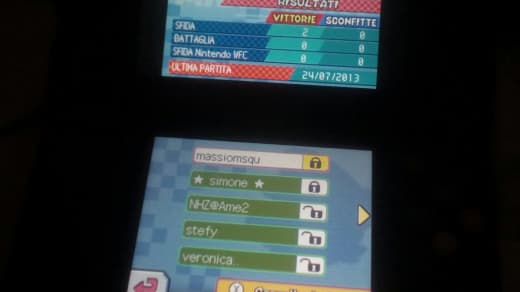 RISULTATI
VITTORIE SCONFITTE
SFIDA 2 0
BATTAGLIA 0 0
SFIDA Nintendo WFC 0 0
ULTIMA PARTITA 24/07/2013
massiomsqu
★ simone ★
NHZ@Ame2
stefy
veronica